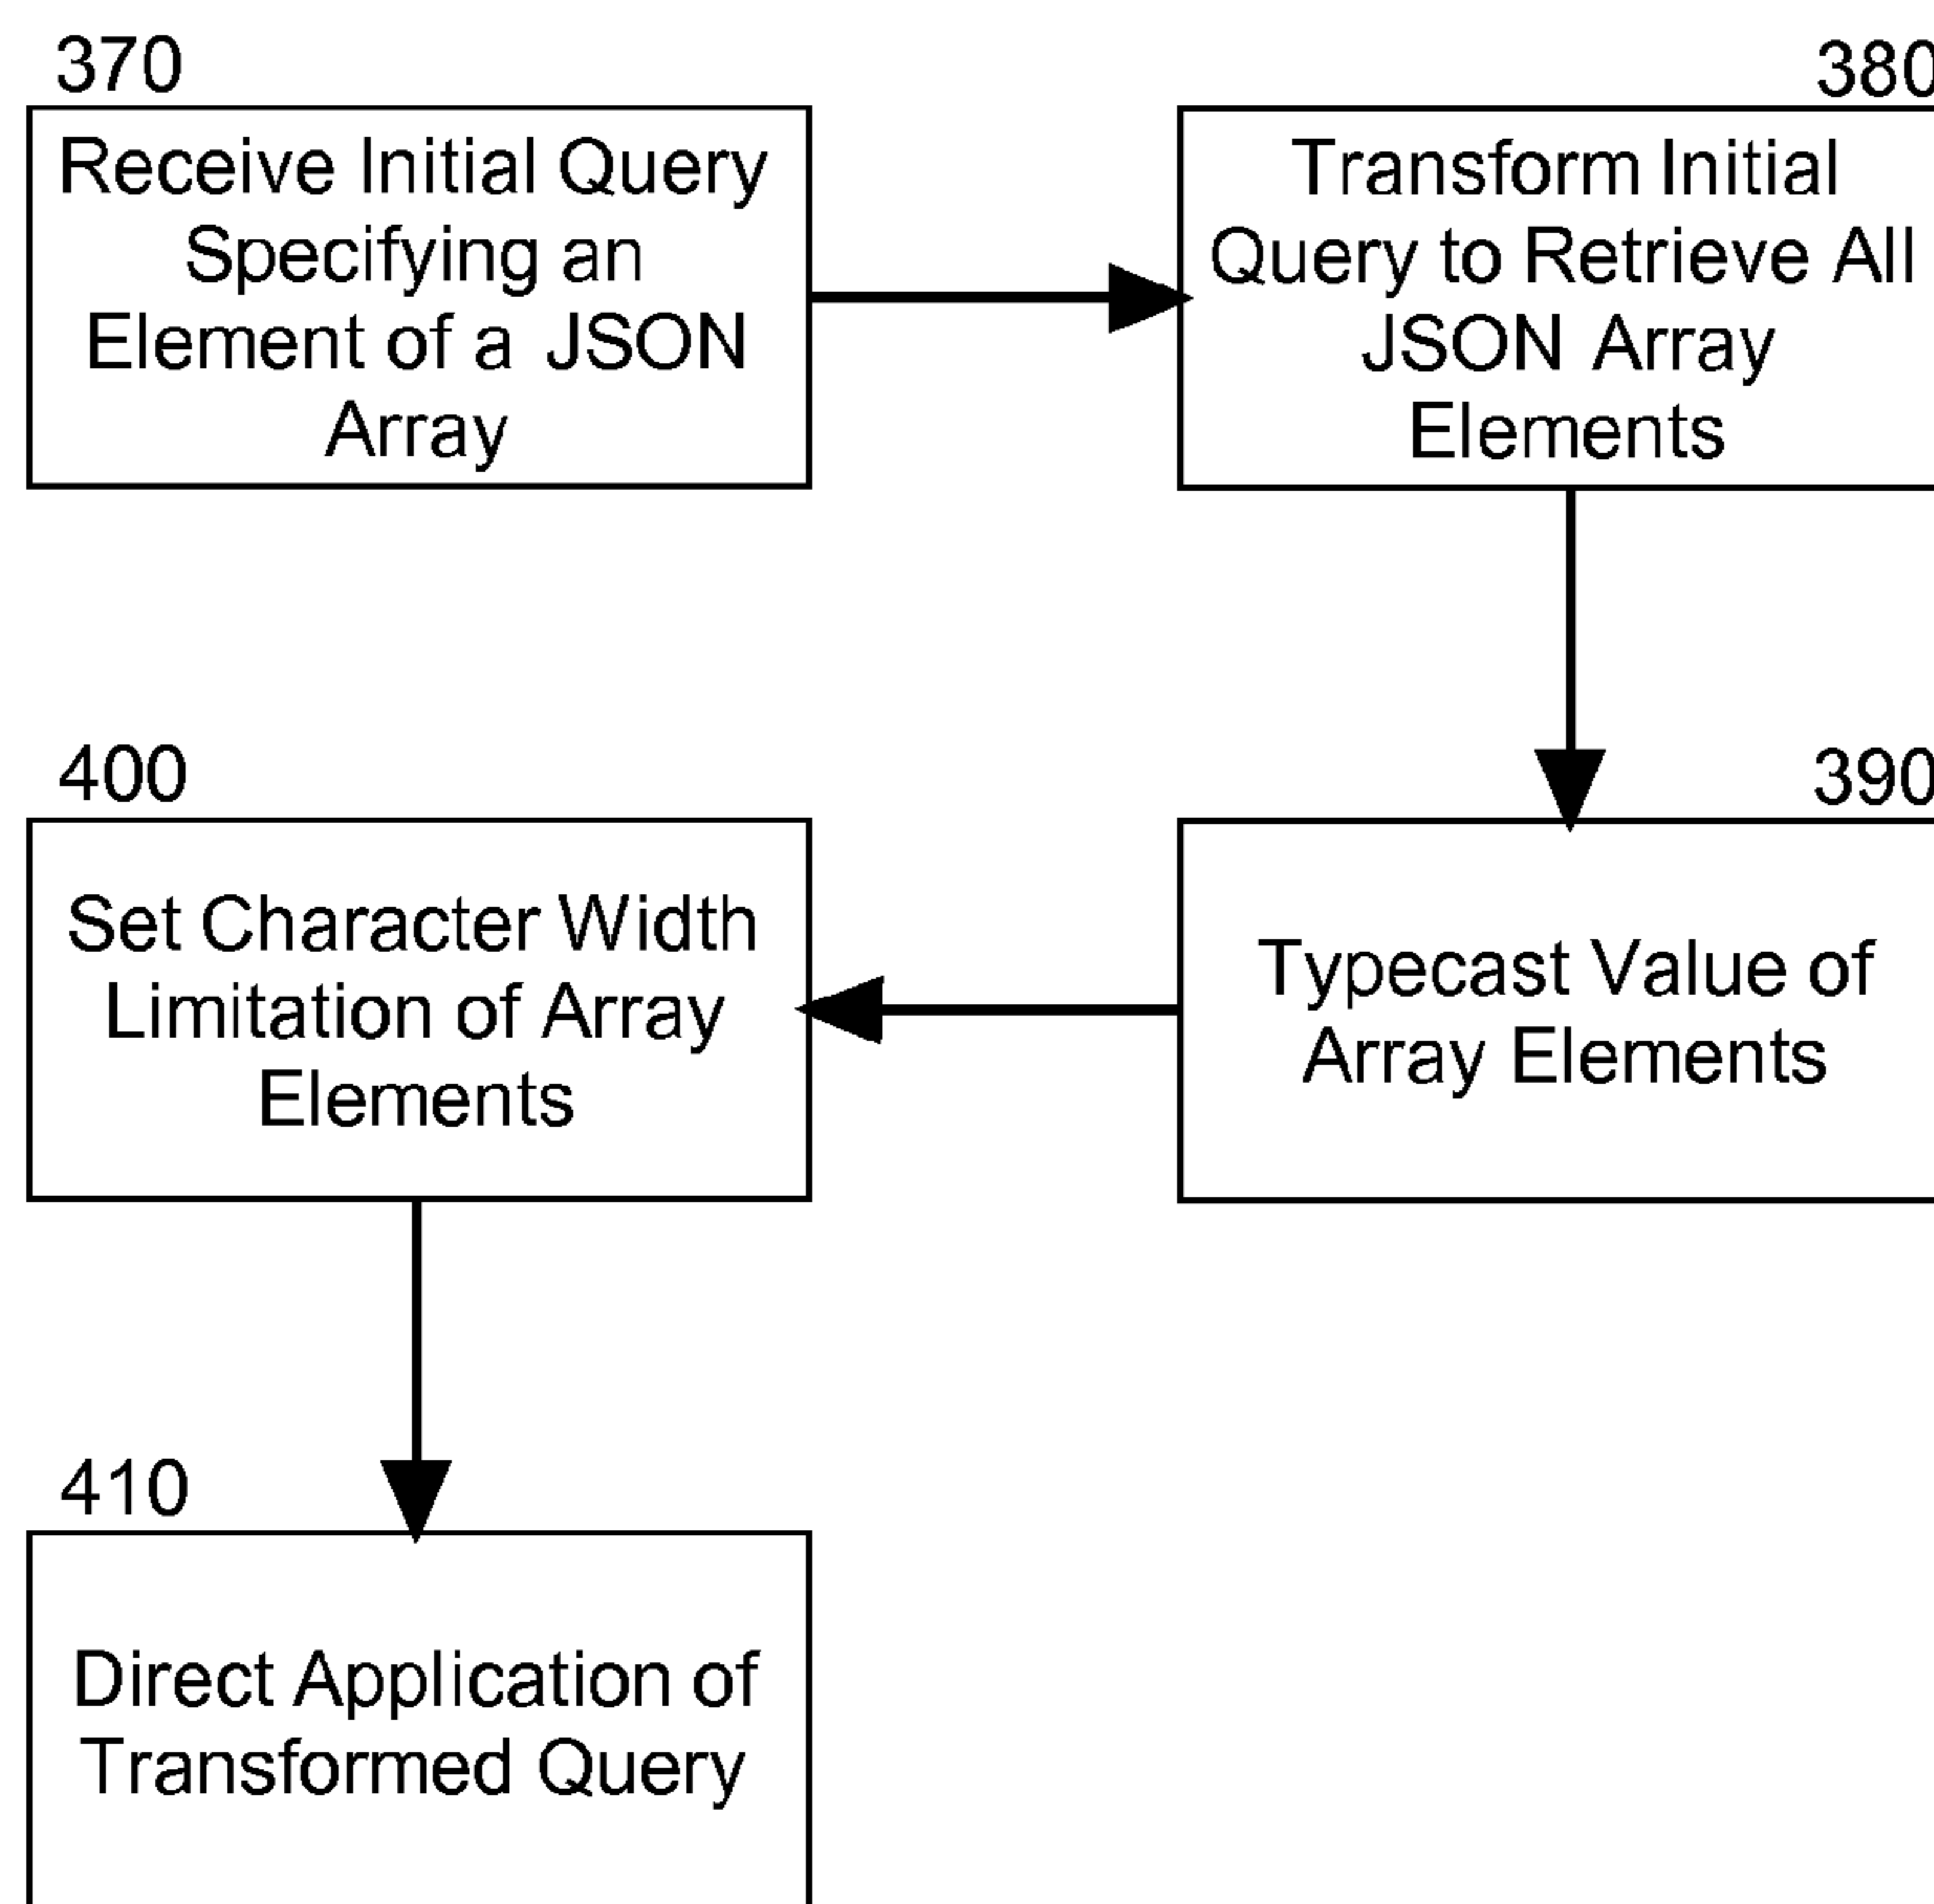 370
Receive Initial Query
Specifying an
Element of a JSON
Array
380
Transform Initial
Query to Retrieve All
JSON Array
Elements
390
Typecast Value of
Array Elements
400
Set Character Width
Limitation of Array
Elements
410
Direct Application of
Transformed Query